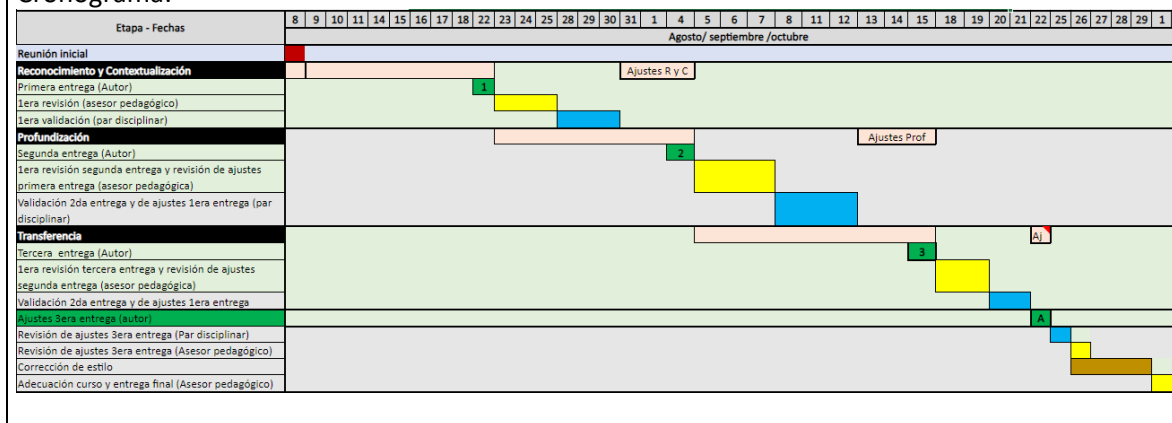 Cronograma:
Etapa - Fechas
8 9 10 11 14 15 16 17 18 22 23 24 25 28 29 30 31 1 4 5 6 7 8 11 12 13 14 15 18 19 20 21 22 25 26 27 28 29 1
Agosto/ septiembre /octubre
Reunión inicial
Reconocimiento y Contextualización
Ajustes R y C
Primera entrega (Autor)
1
1era revisión (asesor pedagógico)
1era validación (par disciplinar)
Profundización
Ajustes Prof
Segunda entrega (Autor)
2
1era revisión segunda entrega y revisión de ajustes
primera entrega (asesor pedagógica)
Validación 2da entrega y de ajustes 1era entrega (par
disciplinar)
Transferencia
Aj
Tercera entrega (Autor)
3
1era revisión tercera entrega y revisión de ajustes
segunda entrega (asesor pedagógica)
Validación 2da entrega y de ajustes 1era entrega
Ajustes 3era entrega (autor)
A
Revisión de ajustes 3era entrega (Par disciplinar)
Revisión de ajustes 3era entrega (Asesor pedagógico)
Corrección de estilo
Adecuación curso y entrega final (Asesor pedagógico)